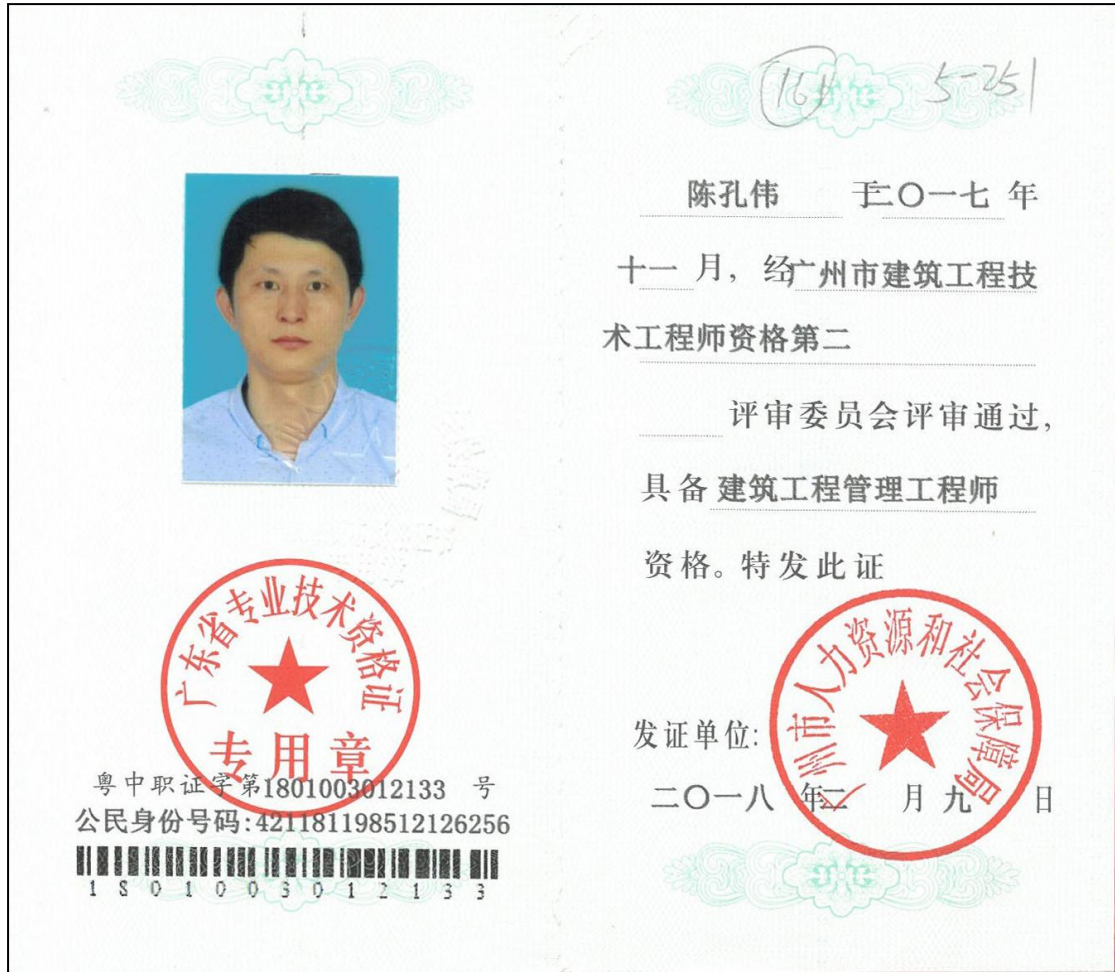 广东省专业技术资格证
专用章
粤中职证字第1801003012133 号
公民身份号码:421181198512126256
1801003012133
16
5-251
陈孔伟 于二〇一七 年
十一 月, 经广州市建筑工程技
术工程师资格第二
评审委员会评审通过,
具备 建筑工程管理工程师
资格。特发此证
广州市人力资源和社会保障局
发证单位:
二〇一八 年二 月 九 日